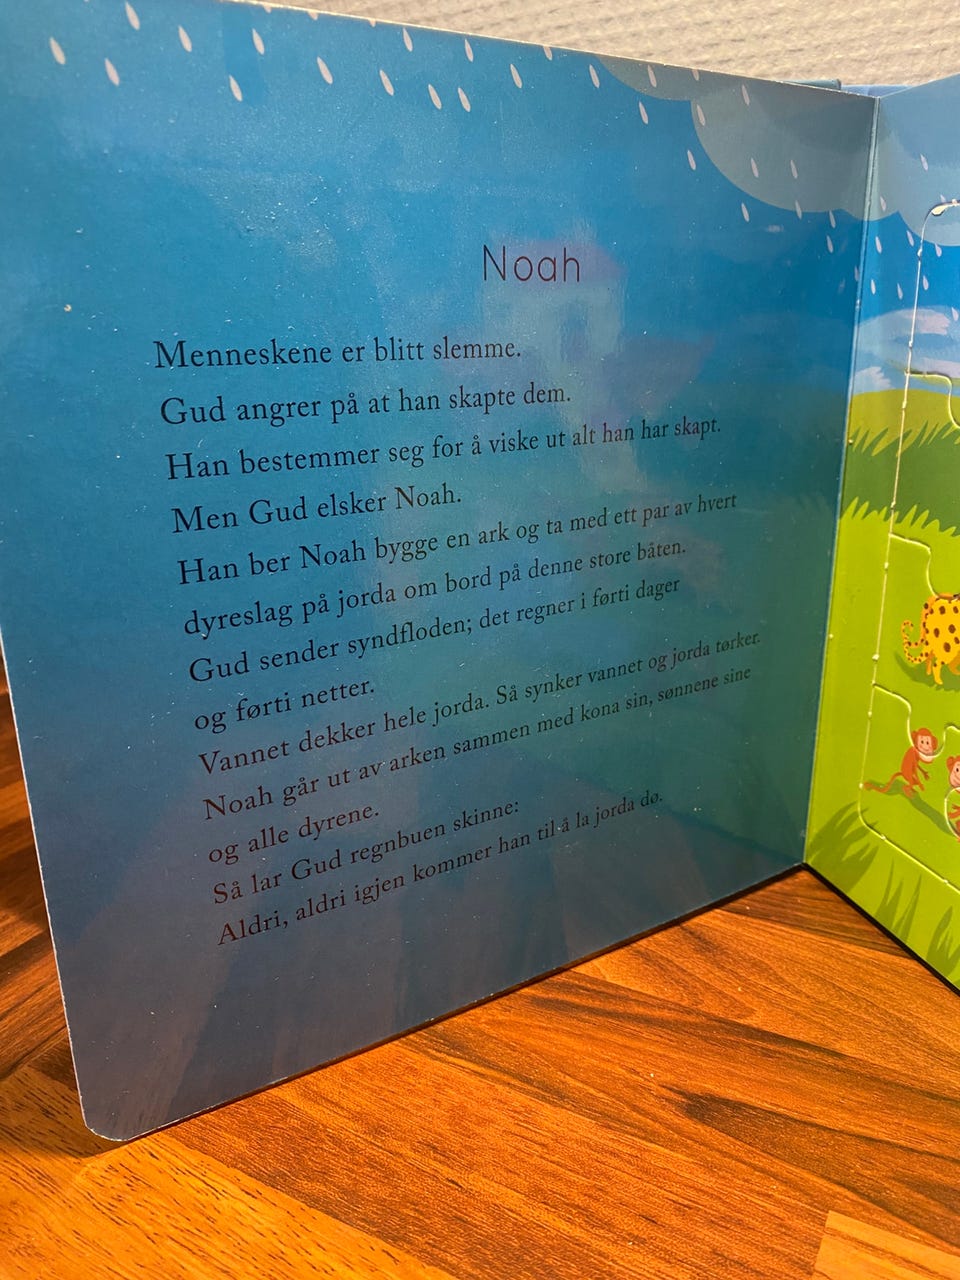 Noah
Menneskene er blitt slemme.
Gud angrer på at han skapte dem.
Han bestemmer seg for å viske ut alt han har skapt.
Men Gud elsker Noah.
Han ber Noah bygge en ark og ta med ett par av hvert
dyreslag på jorda om bord på denne store båten.
Gud sender syndfloden; det regner i førti dager
og førti netter.
Vannet dekker hele jorda. Så synker vannet og jorda tørker.
Noah går ut av arken sammen med kona sin, sønnene sine
og alle dyrene.
Så lar Gud regnbuen skinne:
Aldri, aldri igjen kommer han til å la jorda dø.